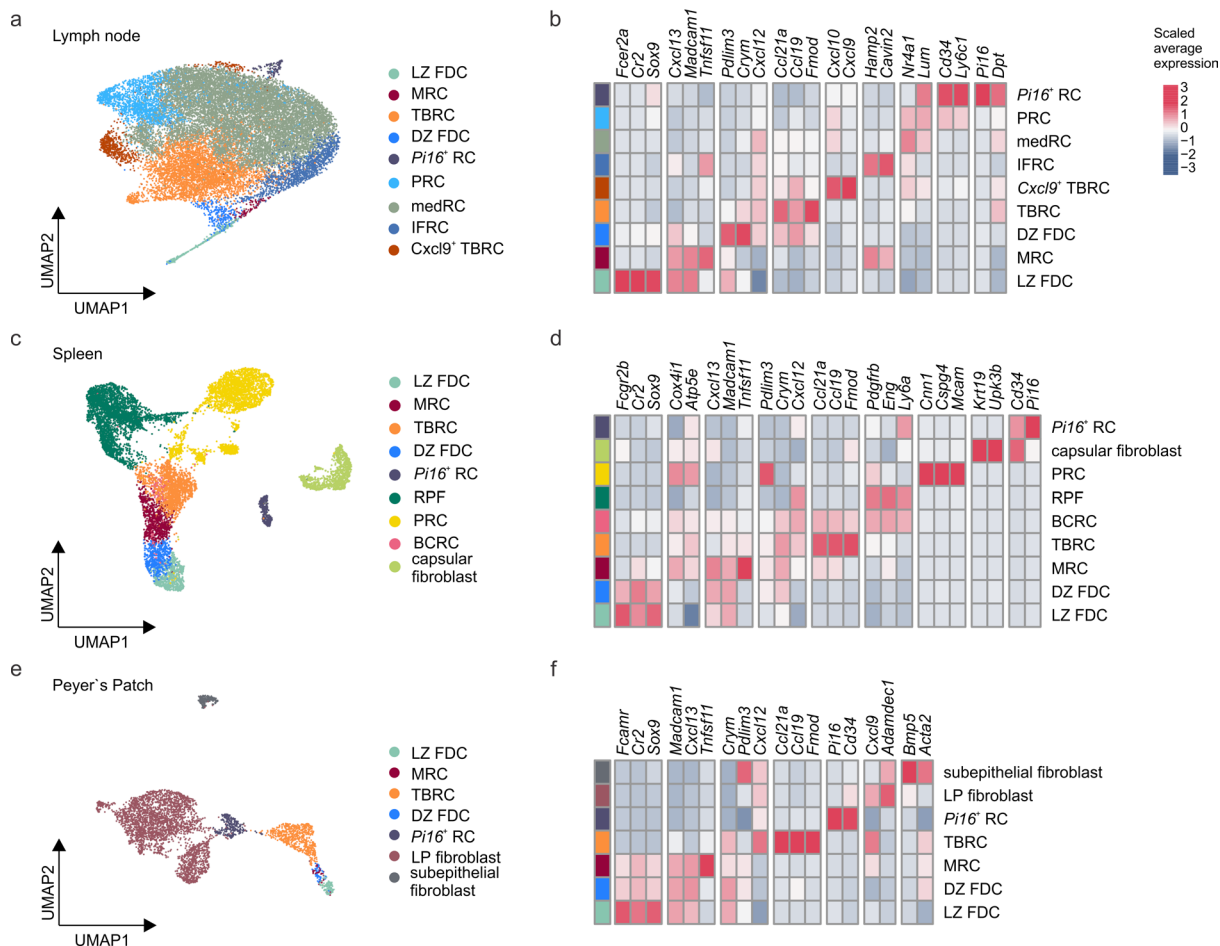 a
Lymph node
LZ FDC
MRC
TBRC
DZ FDC
Pi16⁺ RC
PRC
medRC
IFRC
Cxcl9⁺ TBRC
UMAP2
UMAP1
b
Fcer2a
Cr2
Sox9
Cxcl13
Madcam1
Tnfsf11
Pdlim3
Crym
Cxcl12
Ccl21a
Ccl19
Fmod
Cxcl10
Cxcl9
Hamp2
Cavin2
Nr4a1
Lum
Cd34
Ly6c1
Pi16
Dpt
Pi16⁺ RC
PRC
medRC
IFRC
Cxcl9⁺ TBRC
TBRC
DZ FDC
MRC
LZ FDC
Scaled
average
expression
3
2
1
0
−1
−2
−3
c
Spleen
LZ FDC
MRC
TBRC
DZ FDC
Pi16⁺ RC
RPF
PRC
BCRC
capsular
fibroblast
UMAP2
UMAP1
d
Fcgr2b
Cr2
Sox9
Cox4i1
Atp5e
Cxcl13
Madcam1
Tnfsf11
Pdlim3
Crym
Cxcl12
Ccl21a
Ccl19
Fmod
Pdgfrb
Eng
Ly6a
Cnn1
Cspg4
Mcam
Krt19
Upk3b
Cd34
Pi16
Pi16⁺ RC
capsular fibroblast
PRC
RPF
BCRC
TBRC
MRC
DZ FDC
LZ FDC
e
Peyer`s Patch
LZ FDC
MRC
TBRC
DZ FDC
Pi16⁺ RC
LP fibroblast
subepithelial
fibroblast
UMAP2
UMAP1
f
Fcamr
Cr2
Sox9
Madcam1
Cxcl13
Tnfsf11
Crym
Pdlim3
Cxcl12
Ccl21a
Ccl19
Fmod
Pi16
Cd34
Cxcl9
Adamdec1
Bmp5
Acta2
subepithelial fibroblast
LP fibroblast
Pi16⁺ RC
TBRC
MRC
DZ FDC
LZ FDC